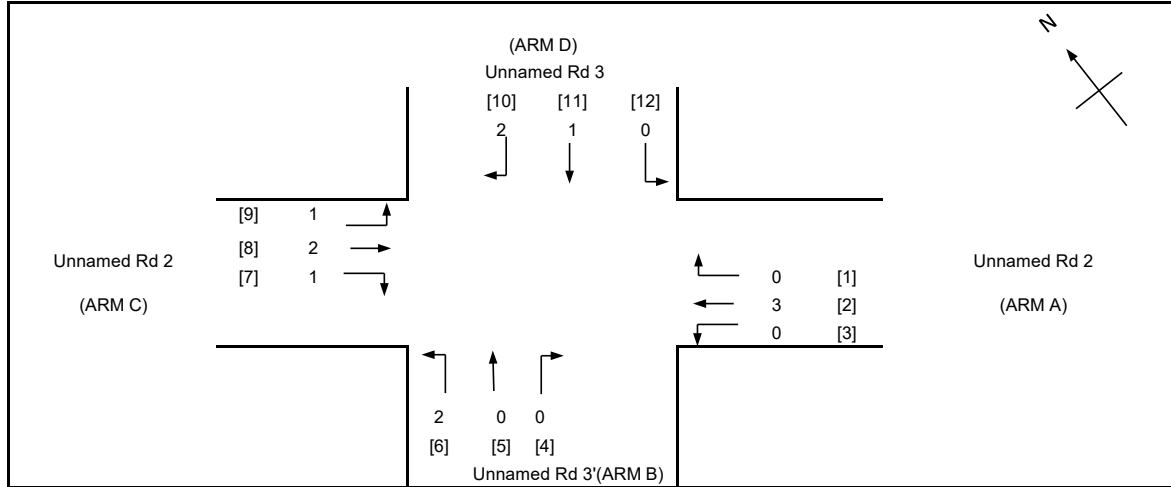 N
(ARM D)
Unnamed Rd 3
[10] [11] [12]
2 1 0
[9] 1
[8] 2
[7] 1
Unnamed Rd 2
(ARM C)
0 [1]
3 [2]
0 [3]
Unnamed Rd 2
(ARM A)
2 0 0
[6] [5] [4]
Unnamed Rd 3'(ARM B)